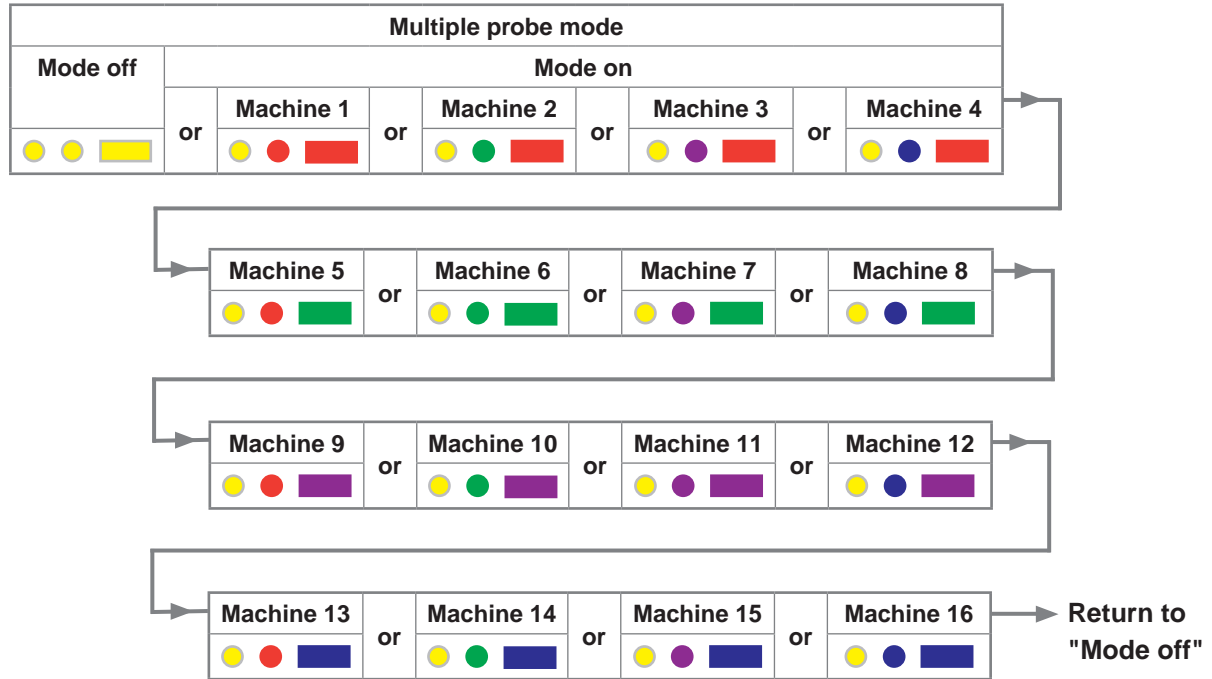 Multiple probe mode
Mode off
Mode on
or
Machine 1
or
Machine 2
or
Machine 3
or
Machine 4
Machine 5
or
Machine 6
or
Machine 7
or
Machine 8
Machine 9
or
Machine 10
or
Machine 11
or
Machine 12
Machine 13
or
Machine 14
or
Machine 15
or
Machine 16
Return to
"Mode off"